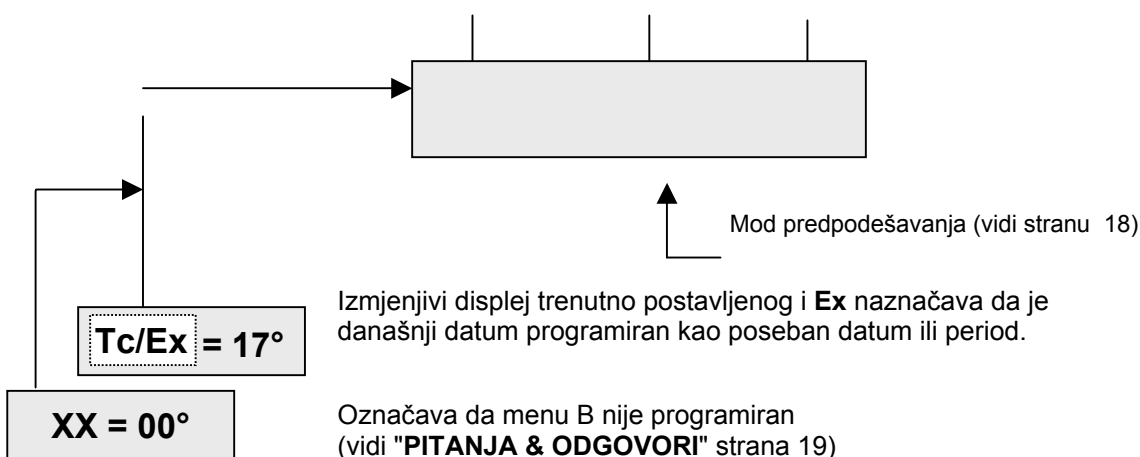 Mod predpodešavanja (vidi stranu 18)
Izmjenjivi displej trenutno postavljenog i Ex naznačava da je
današnji datum programiran kao poseban datum ili period.
Tc/Ex = 17°
XX = 00°
Označava da menu B nije programiran
(vidi "PITANJA & ODGOVORI" strana 19)